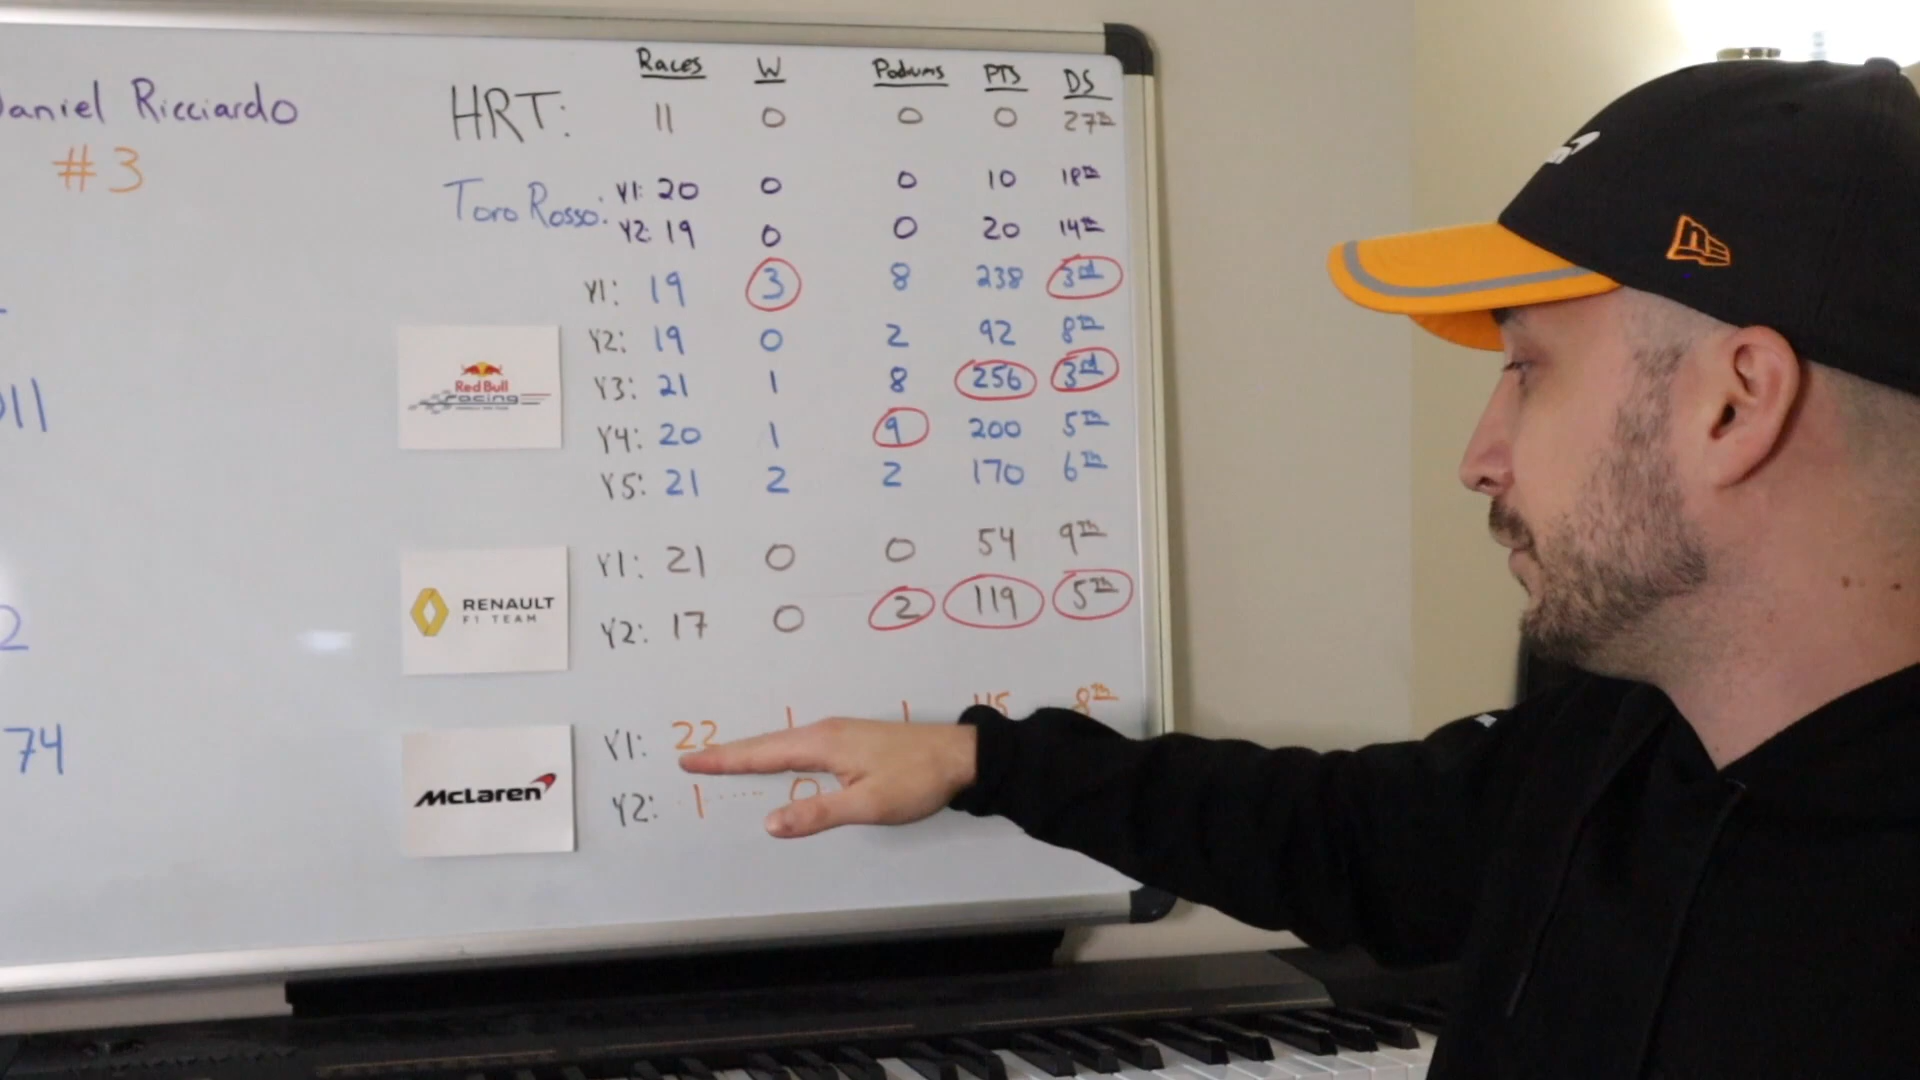 Races W Podiums PTS DS
Daniel Ricciardo
#3
HRT: 11 0 0 0 27th
Toro Rosso: Y1: 20 0 0 10 18th
Y2: 19 0 0 20 14th
Y1: 19 3 8 238 3rd
Y2: 19 0 2 92 8th
Y3: 21 1 8 256 3rd
Y4: 20 1 9 200 5th
Y5: 21 2 2 170 6th
Red Bull
racing
011
Y1: 21 0 0 54 9th
Y2: 17 0 2 119 5th
RENAULT
F1 TEAM
2
Y1: 22 1 1 115 8th
Y2: 1 ..... 0
McLaren
74